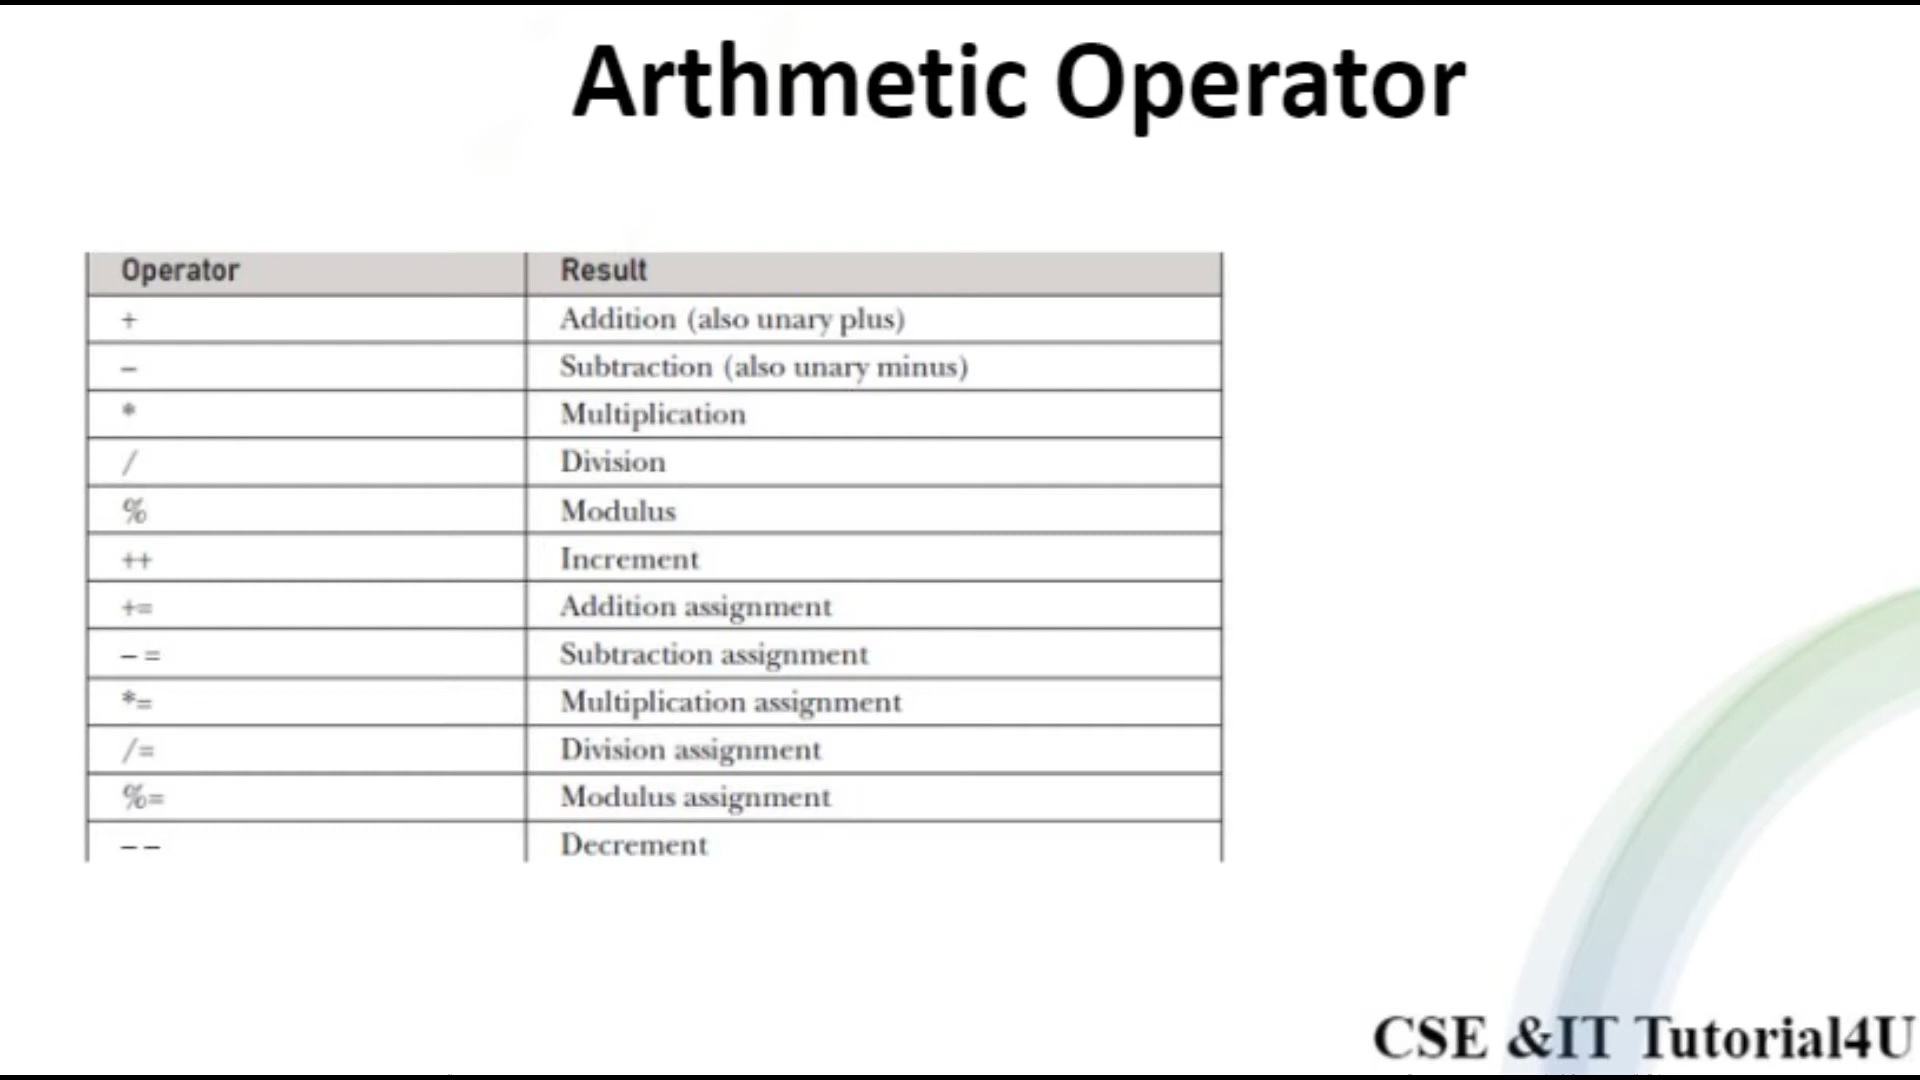 Arthmetic Operator
Operator Result
+ Addition (also unary plus)
– Subtraction (also unary minus)
* Multiplication
/ Division
% Modulus
++ Increment
+= Addition assignment
– = Subtraction assignment
*= Multiplication assignment
/= Division assignment
%= Modulus assignment
– – Decrement
CSE &IT Tutorial4U